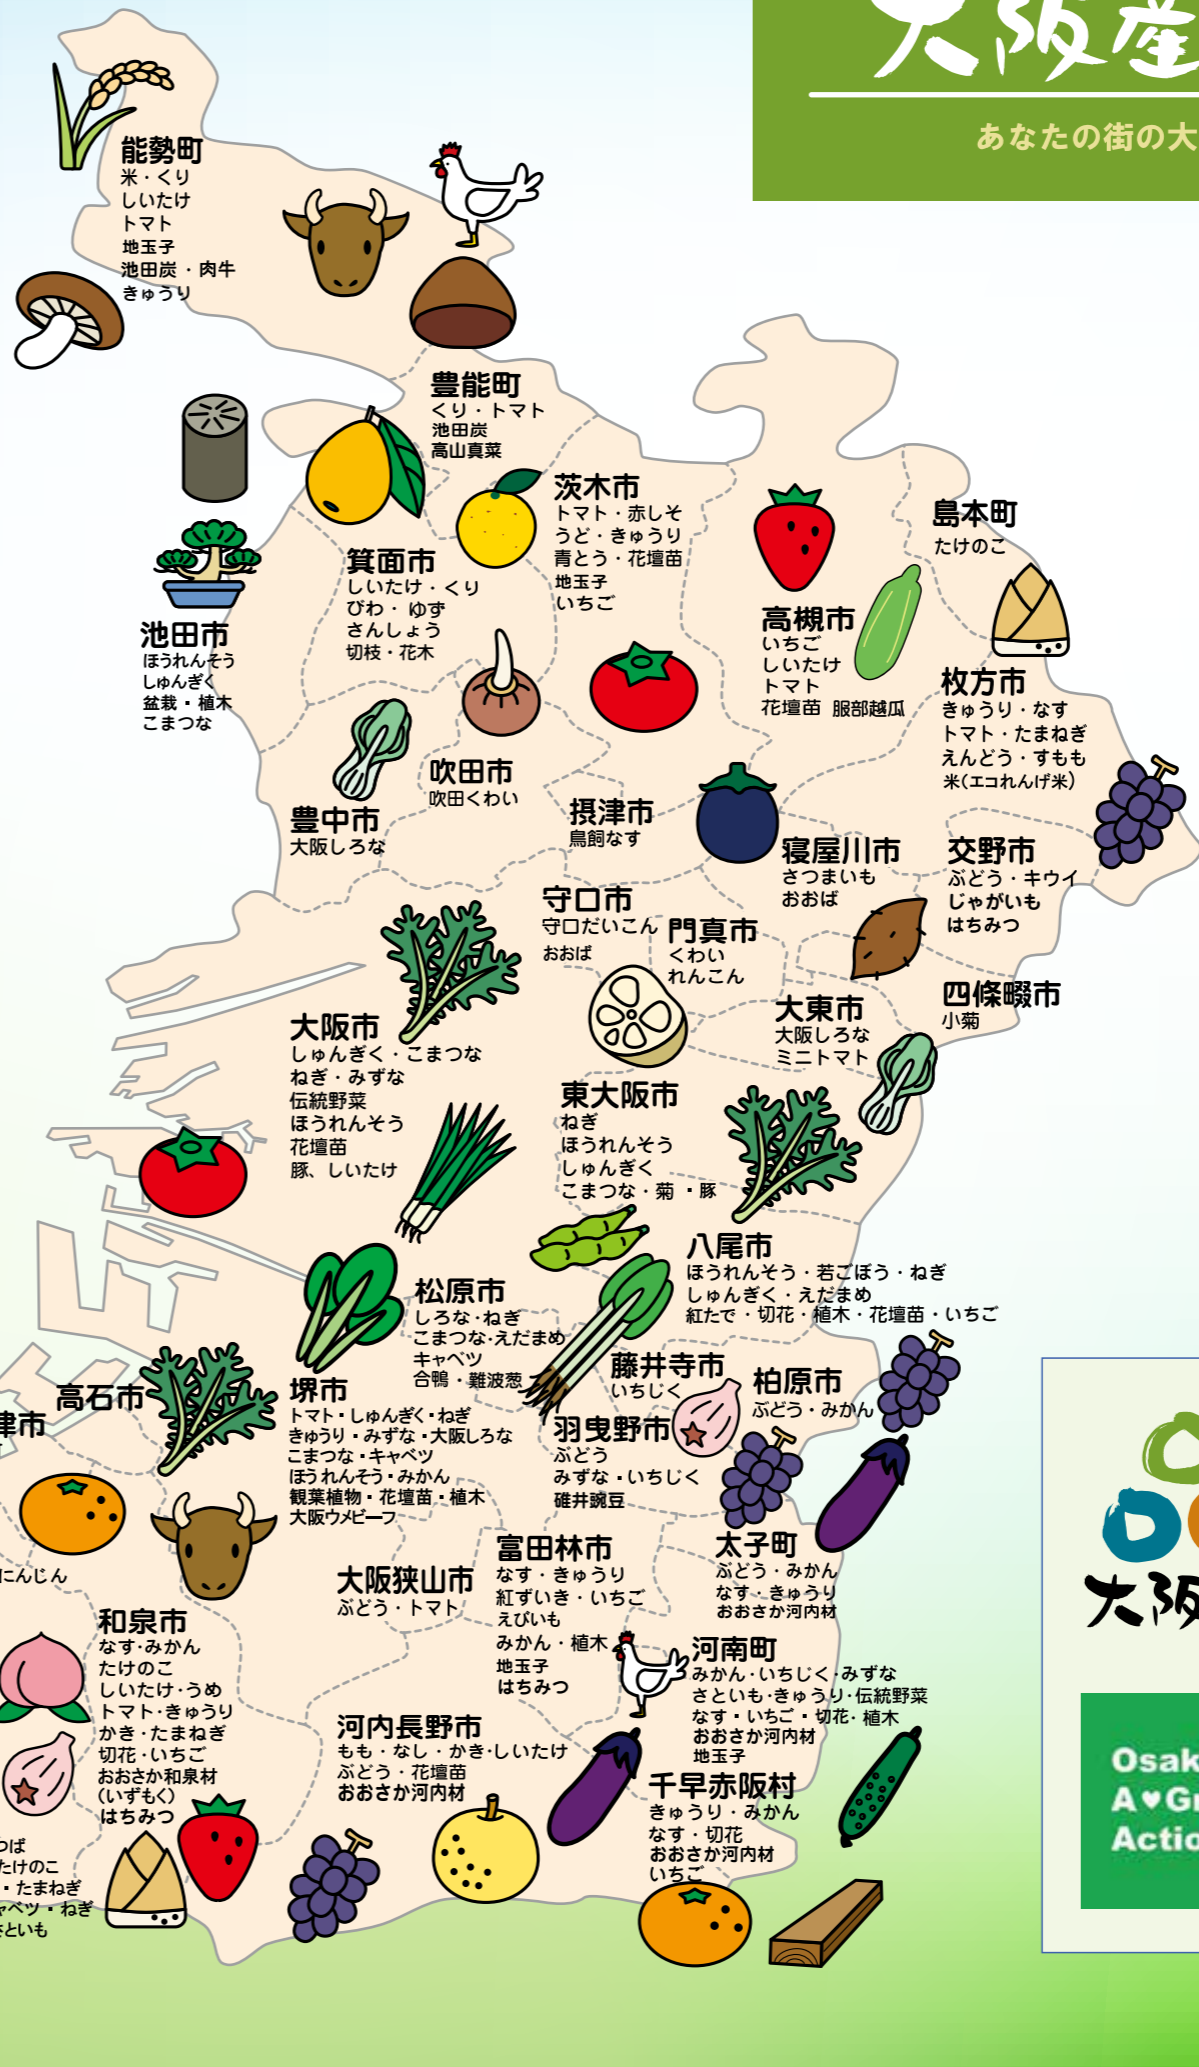 大阪産
あなたの街の大
能勢町
米・くり
しいたけ
トマト
地玉子
池田炭・肉牛
きゅうり
豊能町
くり・トマト
池田炭
高山真菜
茨木市
トマト・赤しそ
うど・きゅうり
青とう・花壇苗
地玉子
いちご
島本町
たけのこ
箕面市
しいたけ・くり
びわ・ゆず
さんしょう
切枝・花木
高槻市
いちご
しいたけ
トマト
花壇苗 服部越瓜
池田市
ほうれんそう
しゅんぎく
盆栽・植木
こまつな
枚方市
きゅうり・なす
トマト・たまねぎ
えんどう・すもも
米(エコれんげ米)
吹田市
吹田くわい
豊中市
大阪しろな
摂津市
鳥飼なす
寝屋川市
さつまいも
おおば
交野市
ぶどう・キウイ
じゃがいも
はちみつ
守口市
守口だいこん
おおば
門真市
くわい
れんこん
四條畷市
小菊
大東市
大阪しろな
ミニトマト
大阪市
しゅんぎく・こまつな
ねぎ・みずな
伝統野菜
ほうれんそう
花壇苗
豚、しいたけ
東大阪市
ねぎ
ほうれんそう
しゅんぎく
こまつな・菊・豚
八尾市
ほうれんそう・若ごぼう・ねぎ
しゅんぎく・えだまめ
紅たで・切花・植木・花壇苗・いちご
松原市
しろな・ねぎ
こまつな・えだまめ
キャベツ
合鴨・難波葱
藤井寺市
いちじく
柏原市
ぶどう・みかん
高石市
津市
堺市
トマト・しゅんぎく・ねぎ
きゅうり・みずな・大阪しろな
こまつな・キャベツ
ほうれんそう・みかん
観葉植物・花壇苗・植木
大阪ウメビーフ
羽曳野市
ぶどう
みずな・いちじく
碓井豌豆
太子町
ぶどう・みかん
なす・きゅうり
おおさか河内材
富田林市
なす・きゅうり
紅ずいき・いちご
えびいも
みかん・植木
地玉子
はちみつ
大阪狭山市
ぶどう・トマト
にんじん
和泉市
なす・みかん
たけのこ
しいたけ・うめ
トマト・きゅうり
かき・たまねぎ
切花・いちご
おおさか和泉材
(いずもく)
はちみつ
河南町
みかん・いちじく・みずな
さといも・きゅうり・伝統野菜
なす・いちご・切花・植木
おおさか河内材
地玉子
河内長野市
もも・なし・かき・しいたけ
ぶどう・花壇苗
おおさか河内材
千早赤阪村
きゅうり・みかん
なす・切花
おおさか河内材
いちご
つば
たけのこ
・たまねぎ
ャベツ・ねぎ
さといも
大阪
Osak
A♥Gr
Actio